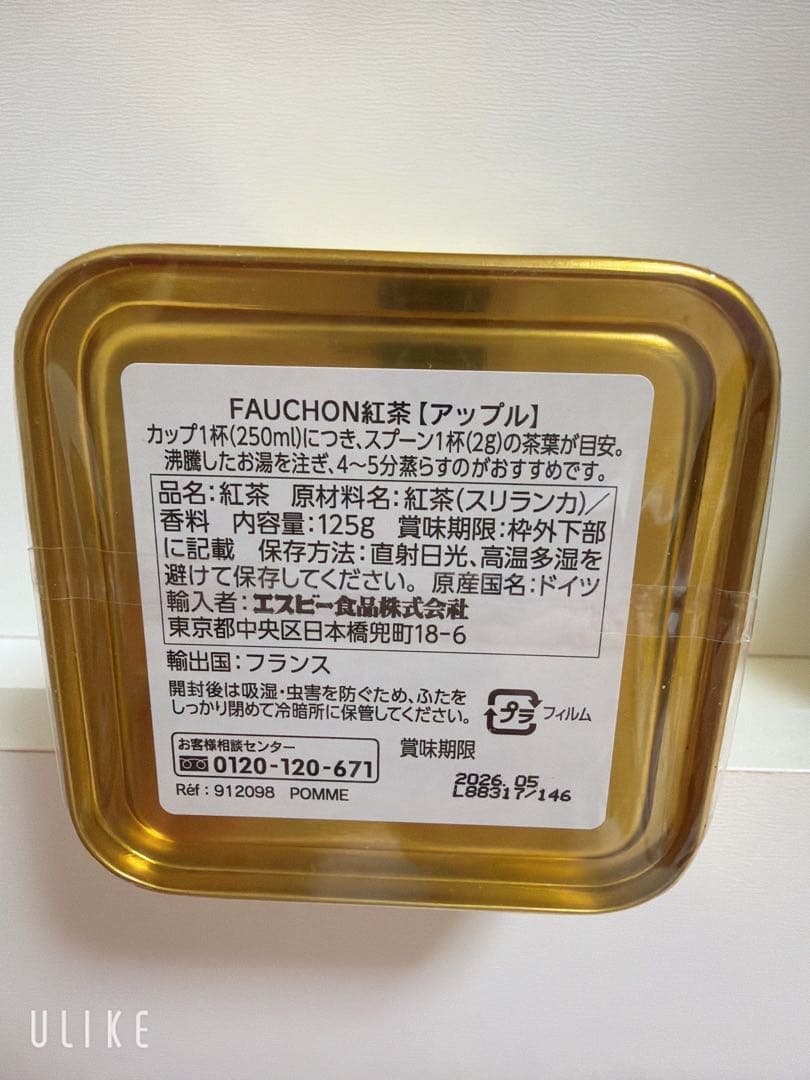 FAUCHON紅茶【アップル】
カップ1杯(250ml)につき、スプーン1杯(2g)の茶葉が目安。
沸騰したお湯を注ぎ、4〜5分蒸らすのがおすすめです。
品名:紅茶 原材料名:紅茶(スリランカ)/
香料 内容量:125g 賞味期限:枠外下部
に記載 保存方法:直射日光、高温多湿を
避けて保存してください。 原産国名:ドイツ
輸入者:エスビー食品株式会社
東京都中央区日本橋兜町18-6
輸出国:フランス
開封後は吸湿・虫害を防ぐため、ふたを
しっかり閉めて冷暗所に保管してください。
プラ フィルム
お客様相談センター
0120-120-671
賞味期限
2026.05
L88317/146
Réf : 912098 POMME
ULIKE